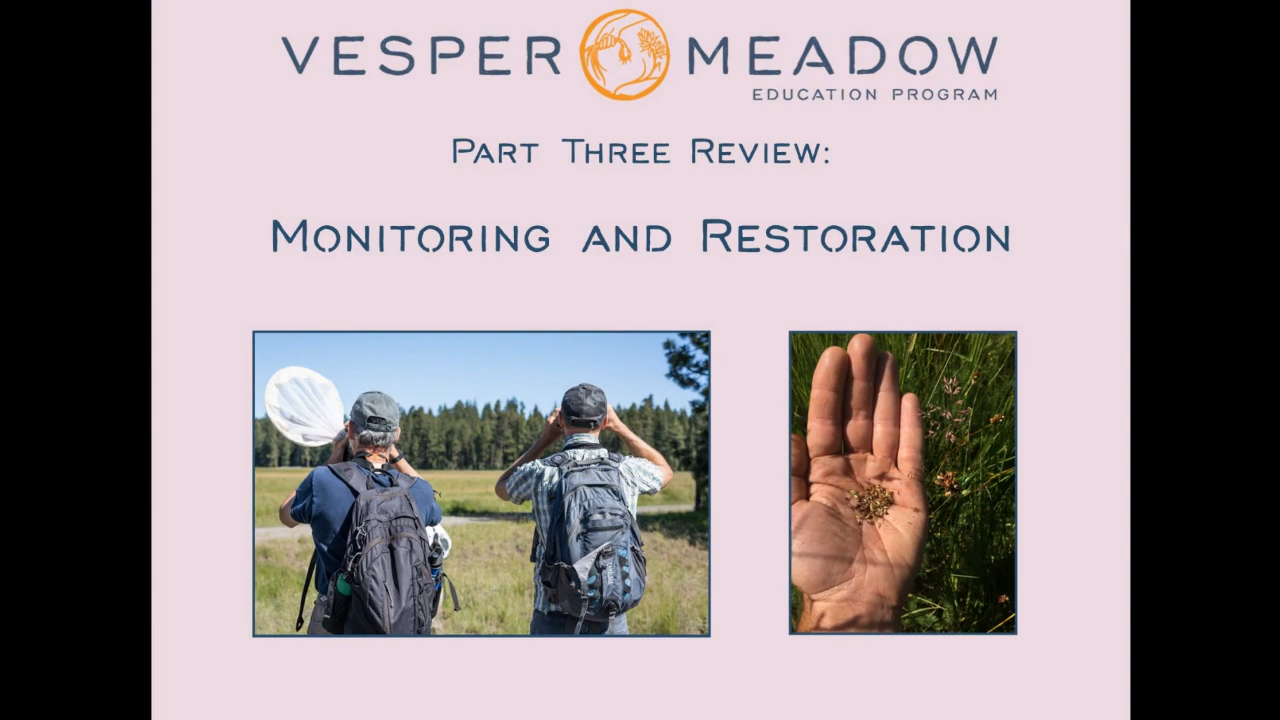 VESPER MEADOW
EDUCATION PROGRAM
PART THREE REVIEW:
MONITORING AND RESTORATION